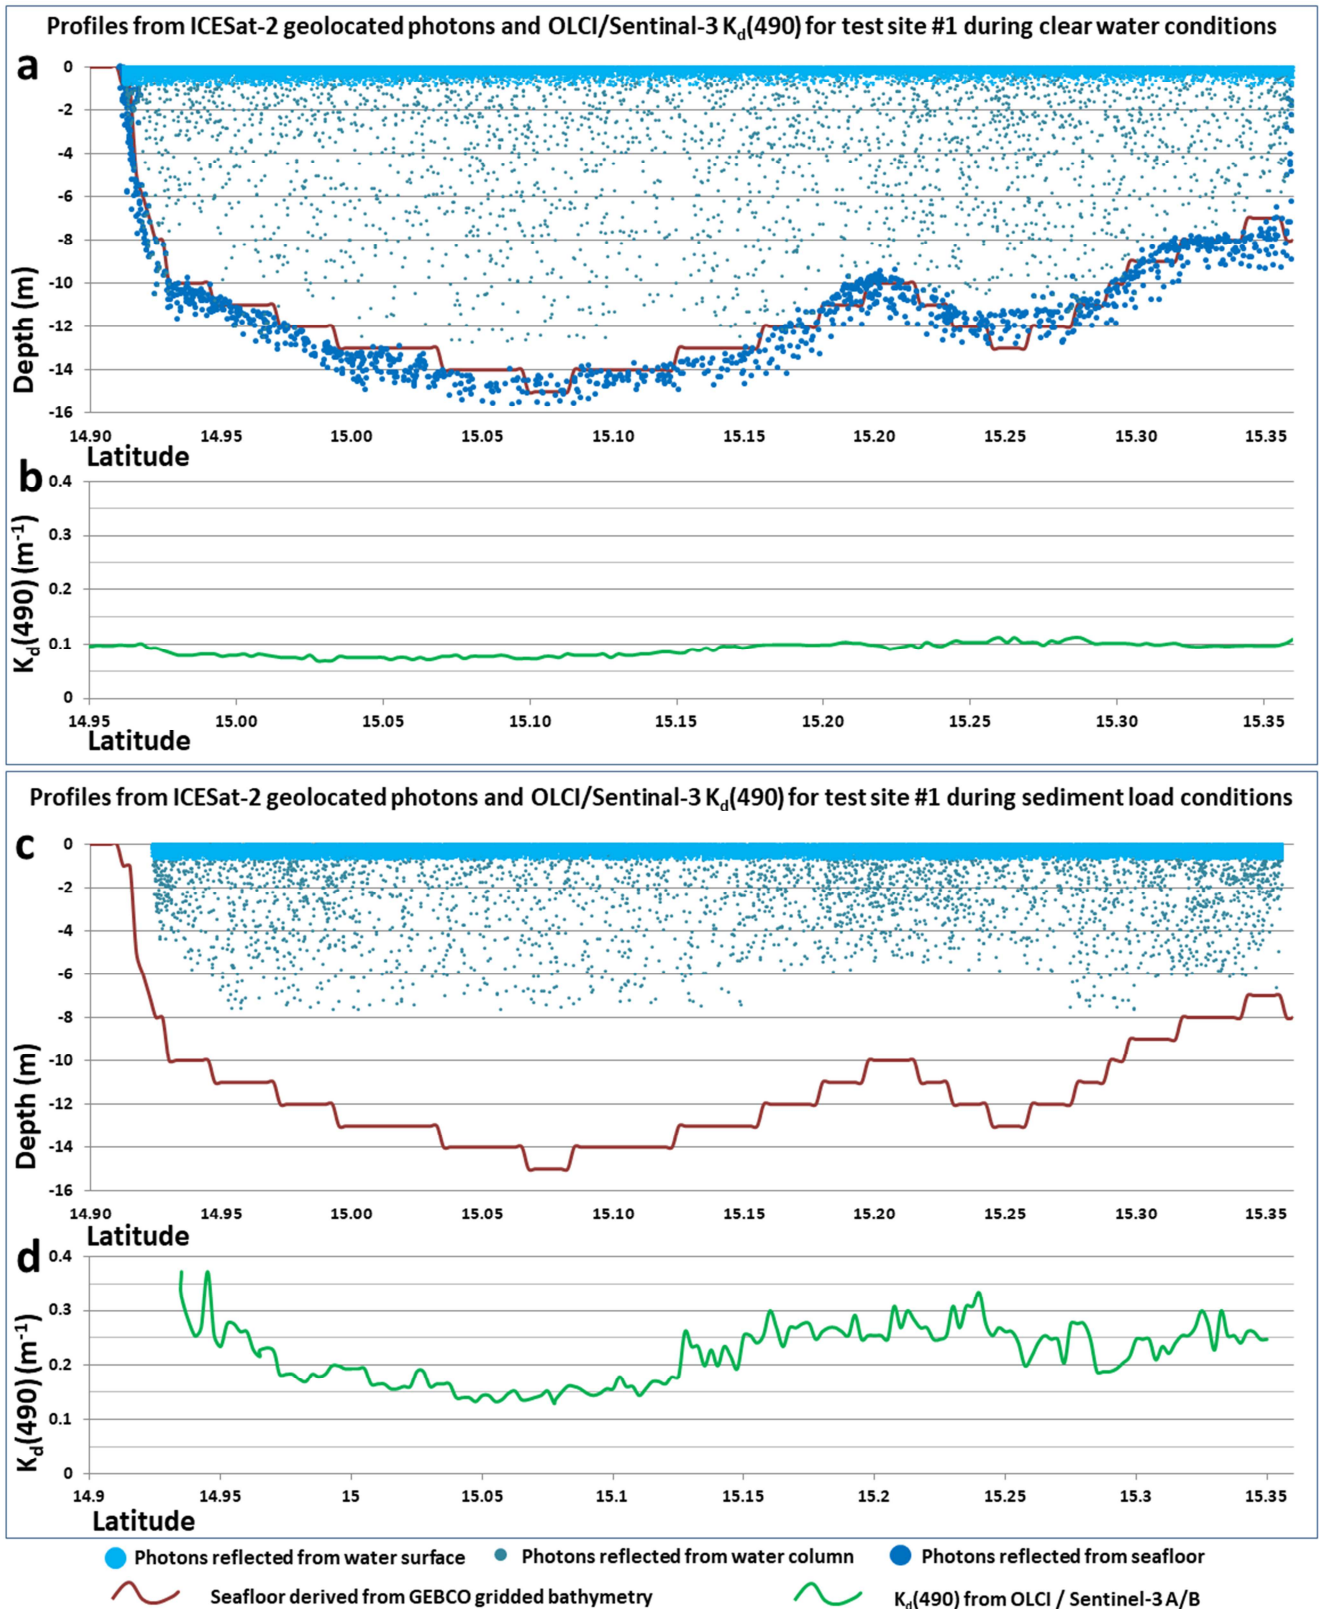 Profiles from ICESat-2 geolocated photons and OLCI/Sentinal-3 Kd(490) for test site #1 during clear water conditions
a
Depth (m)
0
-2
-4
-6
-8
-10
-12
-14
-16
14.90 14.95 15.00 15.05 15.10 15.15 15.20 15.25 15.30 15.35
Latitude
b
Kd(490) (m-1)
0.4
0.3
0.2
0.1
0
14.95 15.00 15.05 15.10 15.15 15.20 15.25 15.30 15.35
Latitude
Profiles from ICESat-2 geolocated photons and OLCI/Sentinal-3 Kd(490) for test site #1 during sediment load conditions
c
Depth (m)
0
-2
-4
-6
-8
-10
-12
-14
-16
14.90 14.95 15.00 15.05 15.10 15.15 15.20 15.25 15.30 15.35
Latitude
d
Kd(490) (m-1)
0.4
0.3
0.2
0.1
0
14.9 14.95 15 15.05 15.1 15.15 15.2 15.25 15.3 15.35
Latitude
Photons reflected from water surface Photons reflected from water column Photons reflected from seafloor
Seafloor derived from GEBCO gridded bathymetry Kd(490) from OLCI / Sentinel-3 A/B